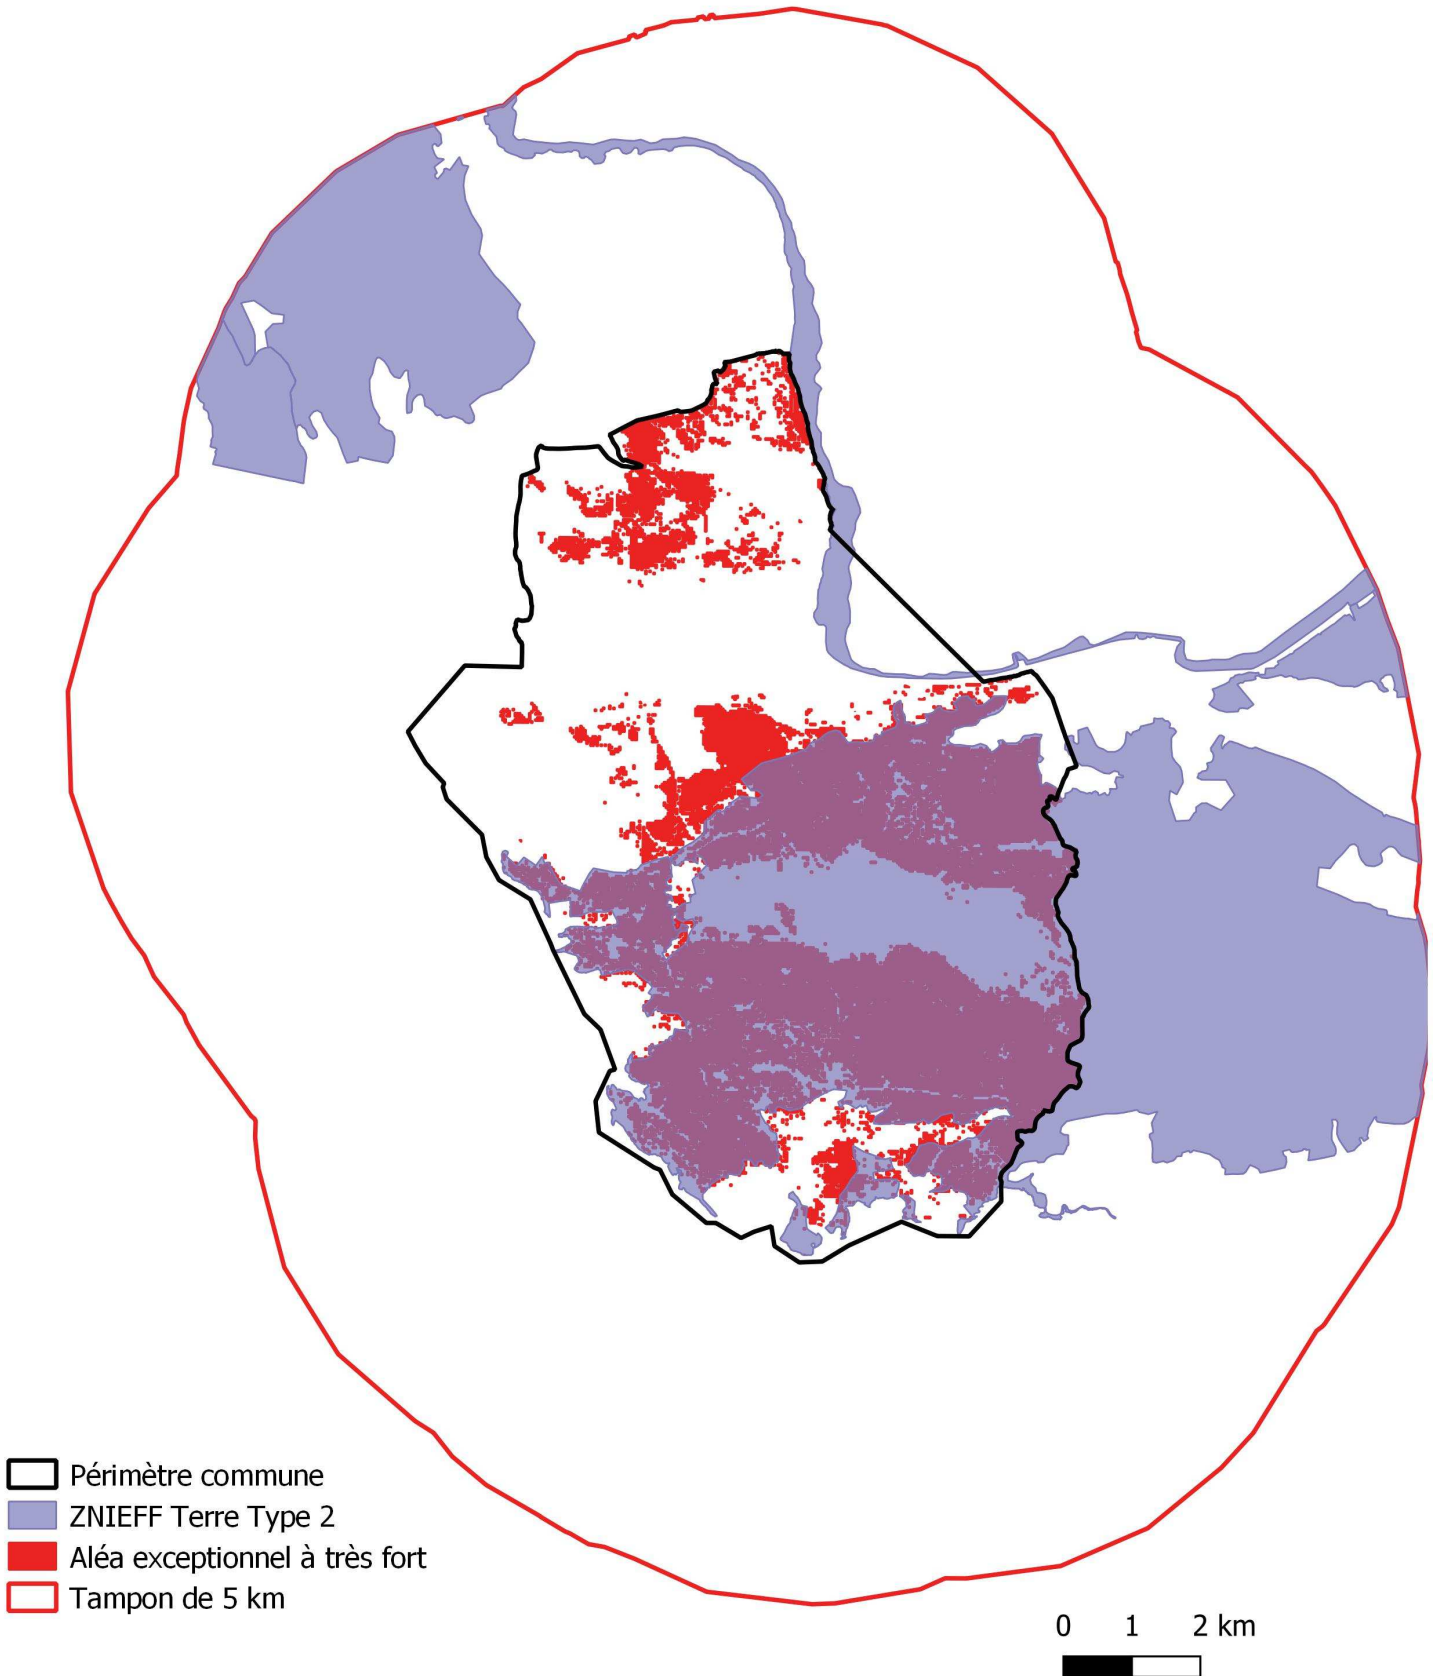 Périmètre commune
ZNIEFF Terre Type 2
Aléa exceptionnel à très fort
Tampon de 5 km
0 1 2 km